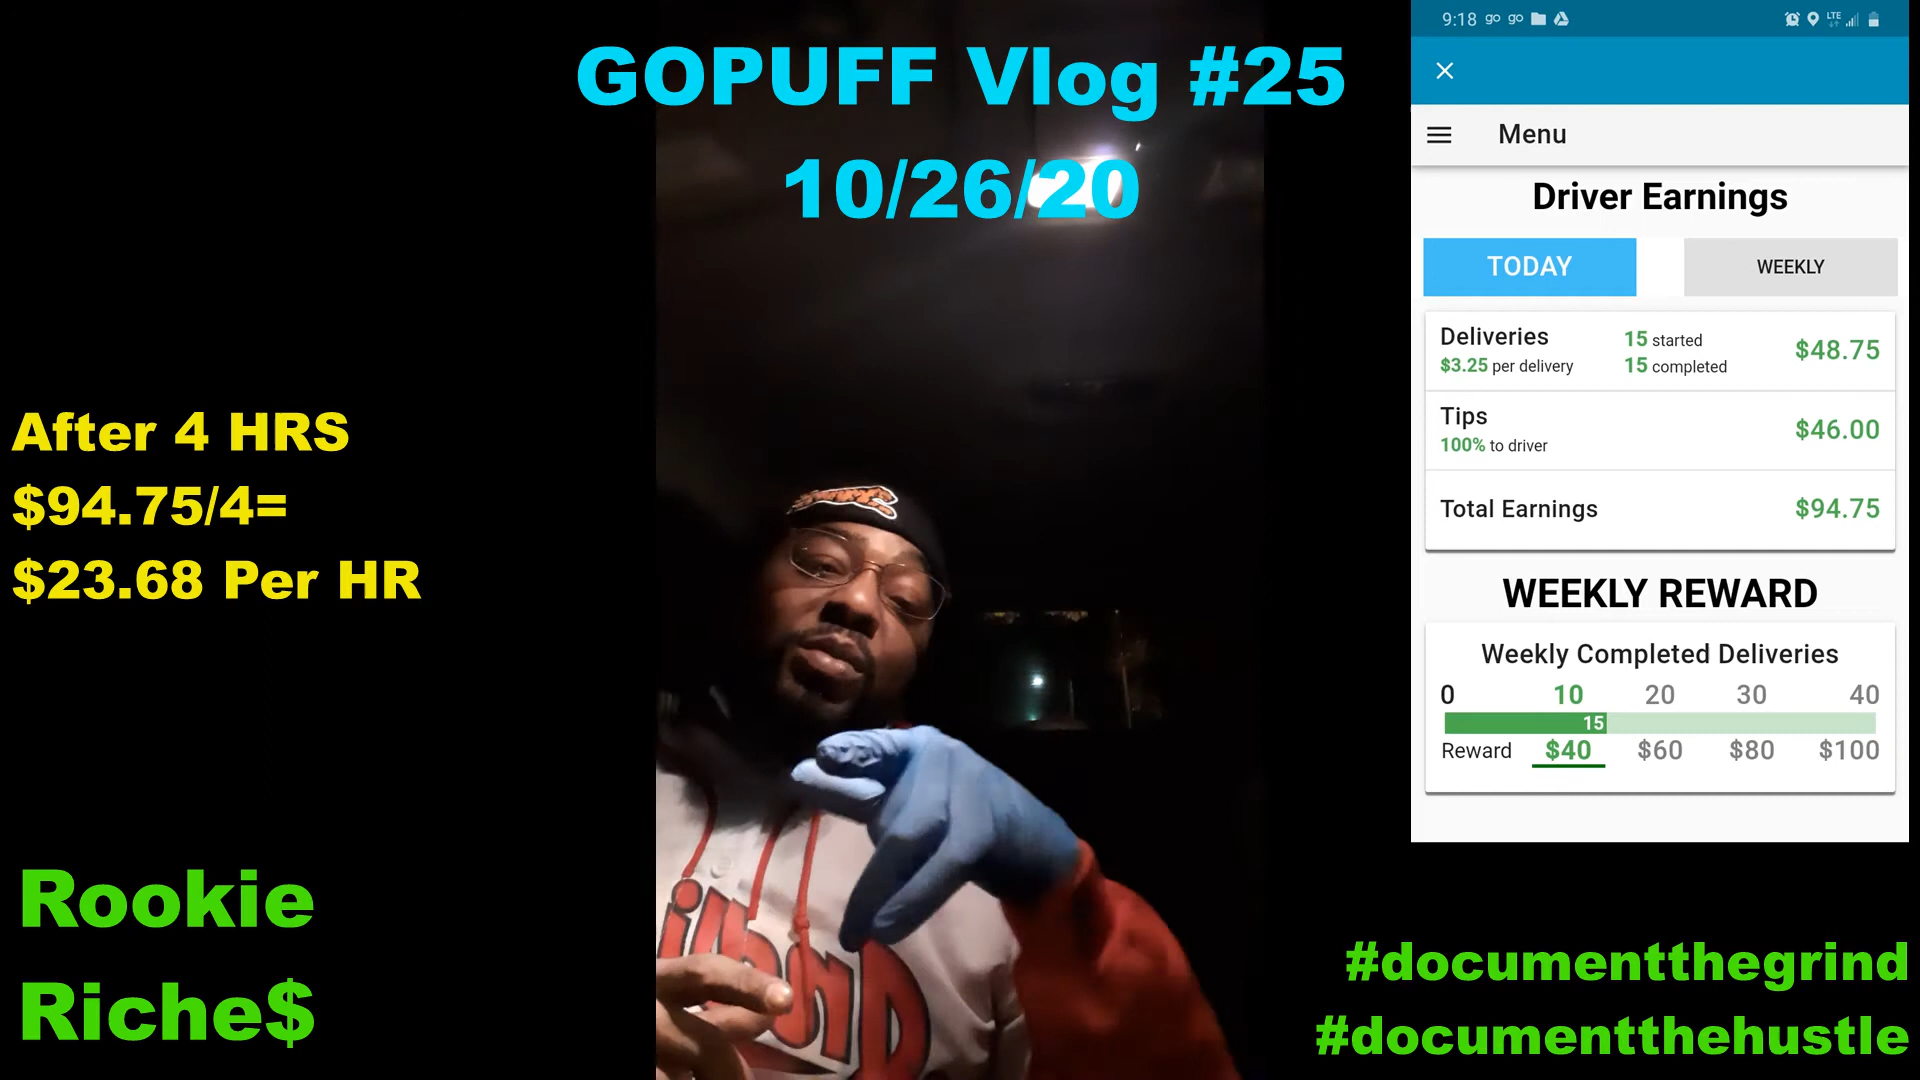 GOPUFF Vlog #25
10/26/20
After 4 HRS
$94.75/4=
$23.68 Per HR
Rookie
Riche$
9:18 go go LTE
Menu
Driver Earnings
TODAY WEEKLY
Deliveries 15 started $48.75
$3.25 per delivery 15 completed
Tips $46.00
100% to driver
Total Earnings $94.75
WEEKLY REWARD
Weekly Completed Deliveries
0 10 20 30 40
15
Reward $40 $60 $80 $100
#documentthegrind
#documentthehustle